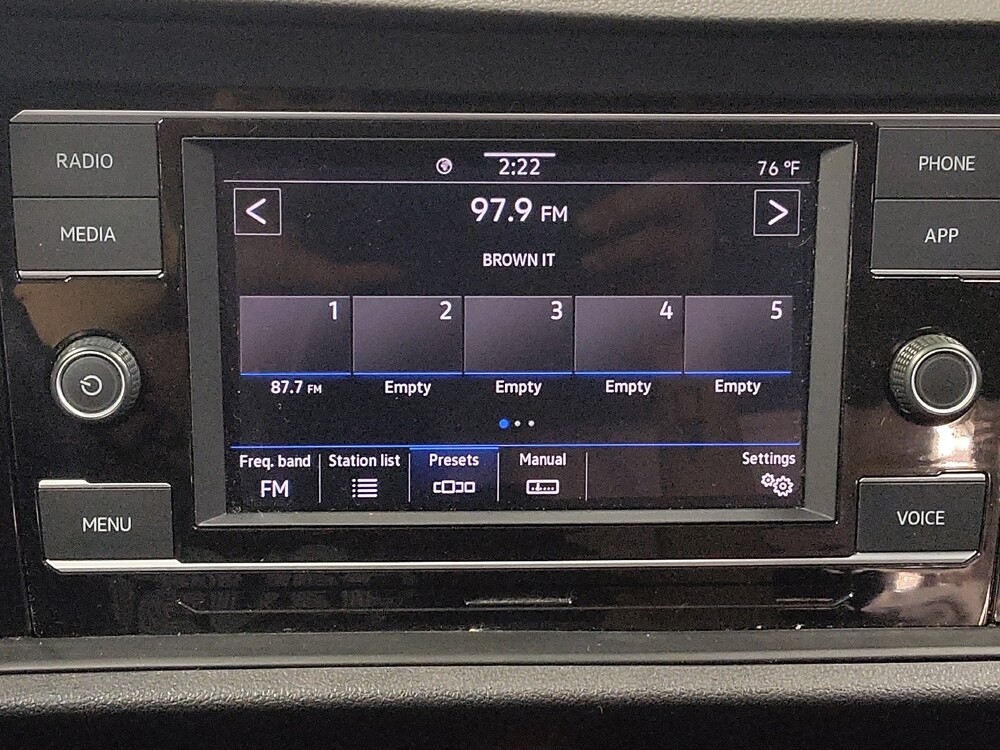 RADIO
MEDIA
2:22
76 °F
<
97.9 FM
>
BROWN IT
1 2 3 4 5
87.7 FM Empty Empty Empty Empty
Freq. band Station list Presets Manual Settings
FM
PHONE
APP
MENU
VOICE